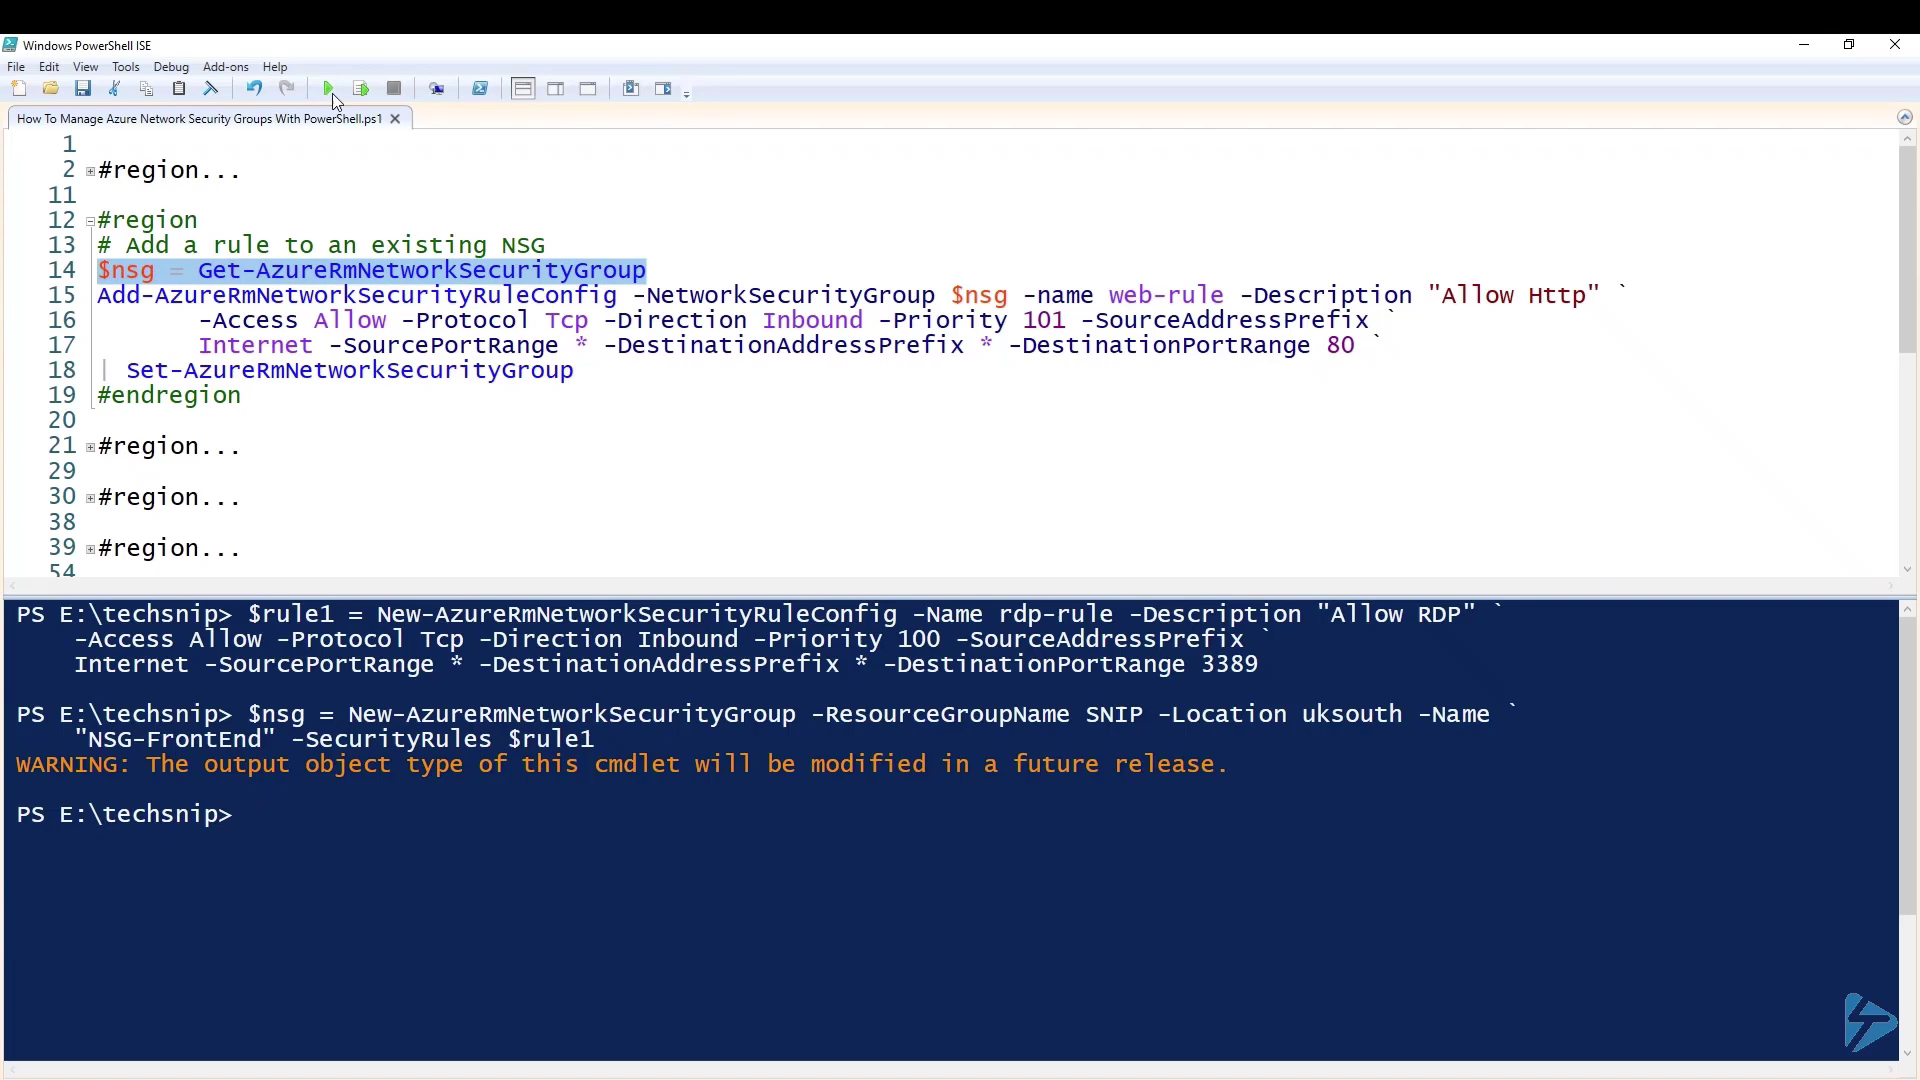 Windows PowerShell ISE
File Edit View Tools Debug Add-ons Help
How To Manage Azure Network Security Groups With PowerShell.ps1
1
2 #region...
11
12 #region
13 # Add a rule to an existing NSG
14 $nsg = Get-AzureRmNetworkSecurityGroup
15 Add-AzureRmNetworkSecurityRuleConfig -NetworkSecurityGroup $nsg -name web-rule -Description "Allow Http" `
16 -Access Allow -Protocol Tcp -Direction Inbound -Priority 101 -SourceAddressPrefix `
17 Internet -SourcePortRange * -DestinationAddressPrefix * -DestinationPortRange 80 `
18 | Set-AzureRmNetworkSecurityGroup
19 #endregion
20
21 #region...
29
30 #region...
38
39 #region...
54
PS E:\techsnip> $rule1 = New-AzureRmNetworkSecurityRuleConfig -Name rdp-rule -Description "Allow RDP" `
-Access Allow -Protocol Tcp -Direction Inbound -Priority 100 -SourceAddressPrefix `
Internet -SourcePortRange * -DestinationAddressPrefix * -DestinationPortRange 3389
PS E:\techsnip> $nsg = New-AzureRmNetworkSecurityGroup -ResourceGroupName SNIP -Location uksouth -Name `
"NSG-FrontEnd" -SecurityRules $rule1
WARNING: The output object type of this cmdlet will be modified in a future release.
PS E:\techsnip>